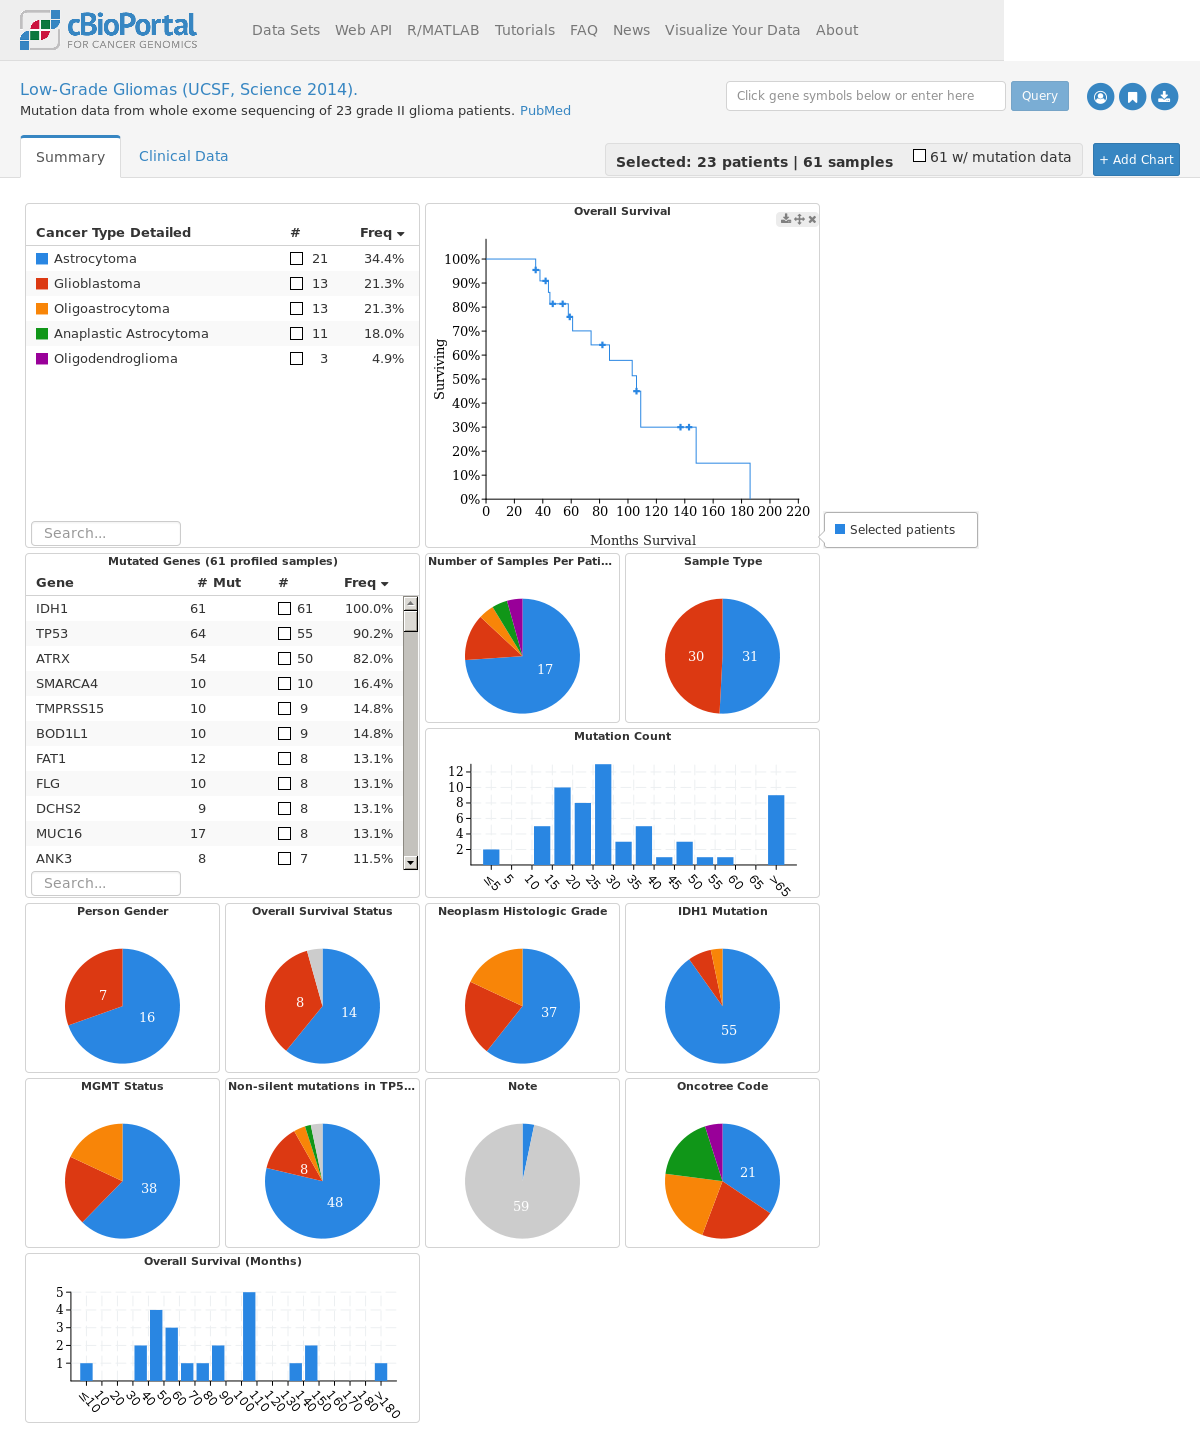 cBioPortal
FOR CANCER GENOMICS
Data Sets Web API R/MATLAB Tutorials FAQ News Visualize Your Data About
Low-Grade Gliomas (UCSF, Science 2014).
Mutation data from whole exome sequencing of 23 grade II glioma patients. PubMed
Click gene symbols below or enter here Query
Summary Clinical Data
Selected: 23 patients | 61 samples 61 w/ mutation data + Add Chart
Cancer Type Detailed # Freq
Astrocytoma 21 34.4%
Glioblastoma 13 21.3%
Oligoastrocytoma 13 21.3%
Anaplastic Astrocytoma 11 18.0%
Oligodendroglioma 3 4.9%
Search...
Overall Survival
100%
90%
80%
70%
60%
50%
40%
30%
20%
10%
0%
Surviving
0 20 40 60 80 100 120 140 160 180 200 220
Months Survival
Selected patients
Mutated Genes (61 profiled samples)
Gene # Mut # Freq
IDH1 61 61 100.0%
TP53 64 55 90.2%
ATRX 54 50 82.0%
SMARCA4 10 10 16.4%
TMPRSS15 10 9 14.8%
BOD1L1 10 9 14.8%
FAT1 12 8 13.1%
FLG 10 8 13.1%
DCHS2 9 8 13.1%
MUC16 17 8 13.1%
ANK3 8 7 11.5%
Search...
Number of Samples Per Pati...
17
Sample Type
30 31
Mutation Count
12
10
8
6
4
2
≤5 5 10 15 20 25 30 35 40 45 50 55 60 65 >65
Person Gender
7
16
Overall Survival Status
8
14
Neoplasm Histologic Grade
37
IDH1 Mutation
55
MGMT Status
38
Non-silent mutations in TP5...
8
48
Note
59
Oncotree Code
21
Overall Survival (Months)
5
4
3
2
1
≤10 10 20 30 40 50 60 70 80 90 100 110 120 130 140 150 160 170 180 >180